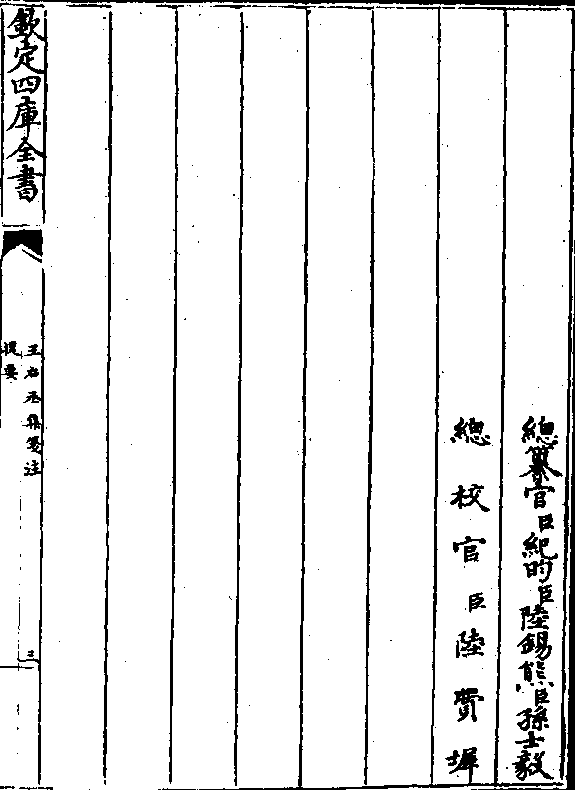 總纂官臣紀昀臣陸錫熊臣孫士毅
總校官臣陸費墀
欽定四庫全書
王右丞集箋注
提要
三